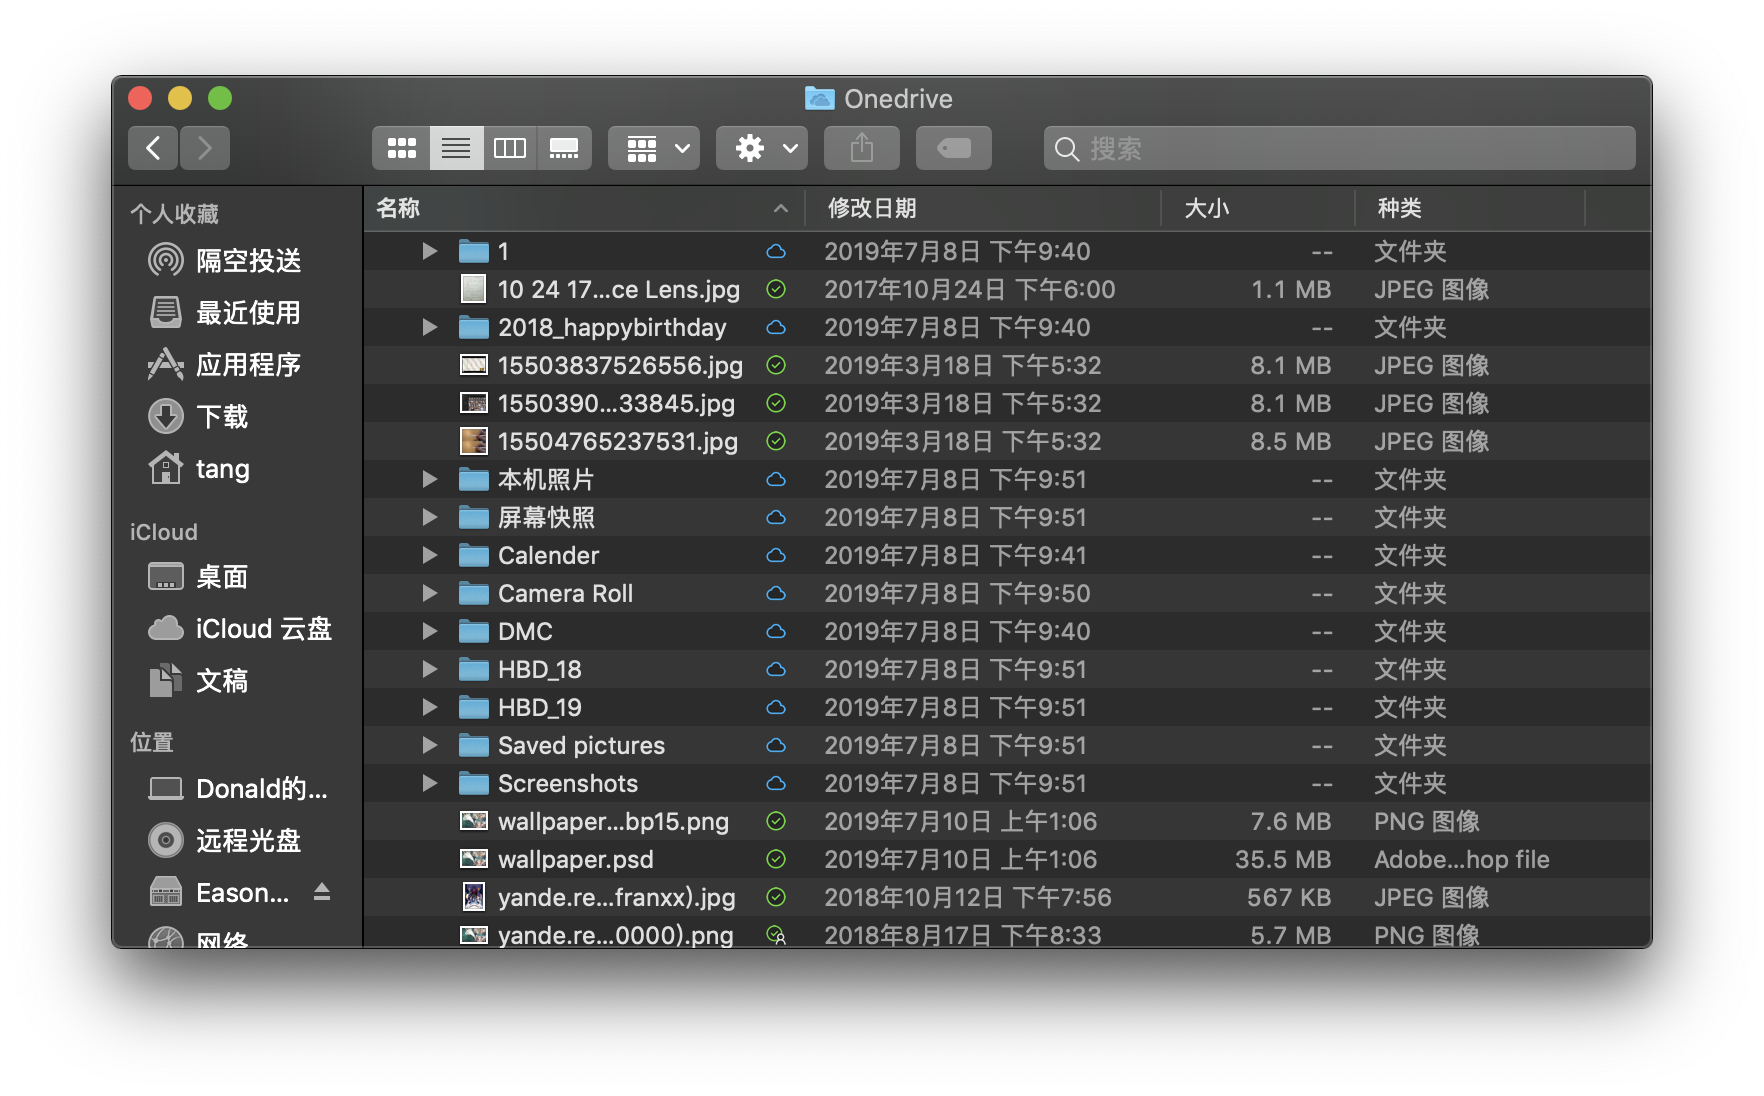 Onedrive
搜索
个人收藏
隔空投送
最近使用
应用程序
下载
tang
iCloud
桌面
iCloud 云盘
文稿
位置
Donald的...
远程光盘
Eason...
网络
名称 修改日期 大小 种类
1 2019年7月8日 下午9:40 -- 文件夹
10 24 17...ce Lens.jpg 2017年10月24日 下午6:00 1.1 MB JPEG 图像
2018_happybirthday 2019年7月8日 下午9:40 -- 文件夹
15503837526556.jpg 2019年3月18日 下午5:32 8.1 MB JPEG 图像
1550390...33845.jpg 2019年3月18日 下午5:32 8.1 MB JPEG 图像
15504765237531.jpg 2019年3月18日 下午5:32 8.5 MB JPEG 图像
本机照片 2019年7月8日 下午9:51 -- 文件夹
屏幕快照 2019年7月8日 下午9:51 -- 文件夹
Calender 2019年7月8日 下午9:41 -- 文件夹
Camera Roll 2019年7月8日 下午9:50 -- 文件夹
DMC 2019年7月8日 下午9:40 -- 文件夹
HBD_18 2019年7月8日 下午9:51 -- 文件夹
HBD_19 2019年7月8日 下午9:51 -- 文件夹
Saved pictures 2019年7月8日 下午9:51 -- 文件夹
Screenshots 2019年7月8日 下午9:51 -- 文件夹
wallpaper...bp15.png 2019年7月10日 上午1:06 7.6 MB PNG 图像
wallpaper.psd 2019年7月10日 上午1:06 35.5 MB Adobe...hop file
yande.re...franxx).jpg 2018年10月12日 下午7:56 567 KB JPEG 图像
yande.re...0000).png 2018年8月17日 下午8:33 5.7 MB PNG 图像